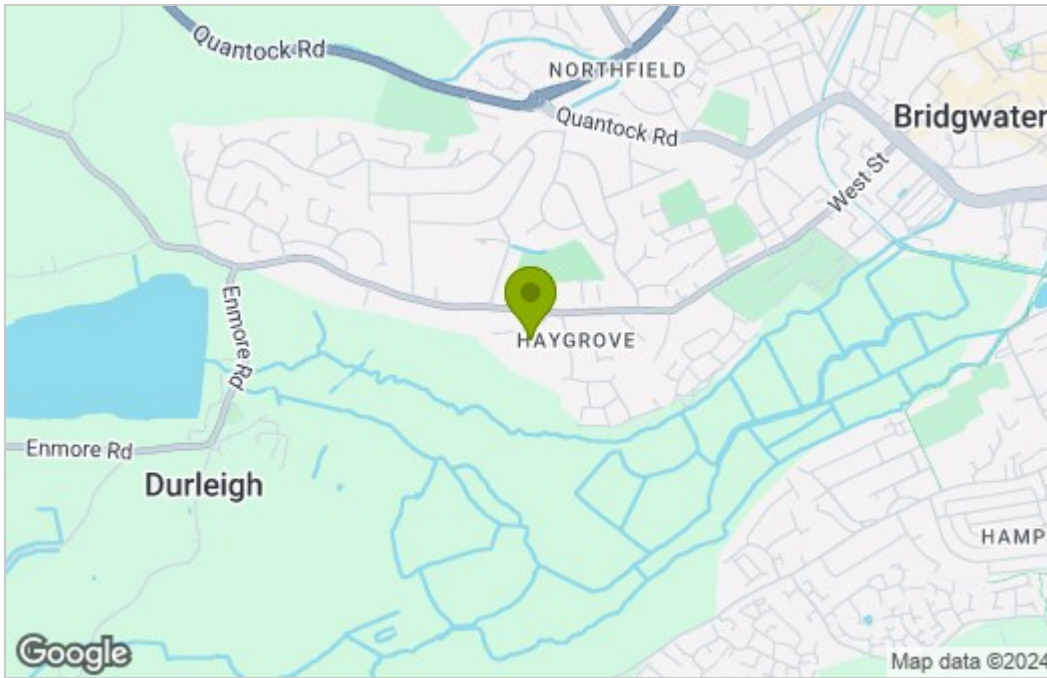 Quantock Rd
NORTHFIELD
Quantock Rd
Bridgwater
West St
Enmore Rd
HAYGROVE
Enmore Rd
Durleigh
HAMP
Google
Map data ©2024